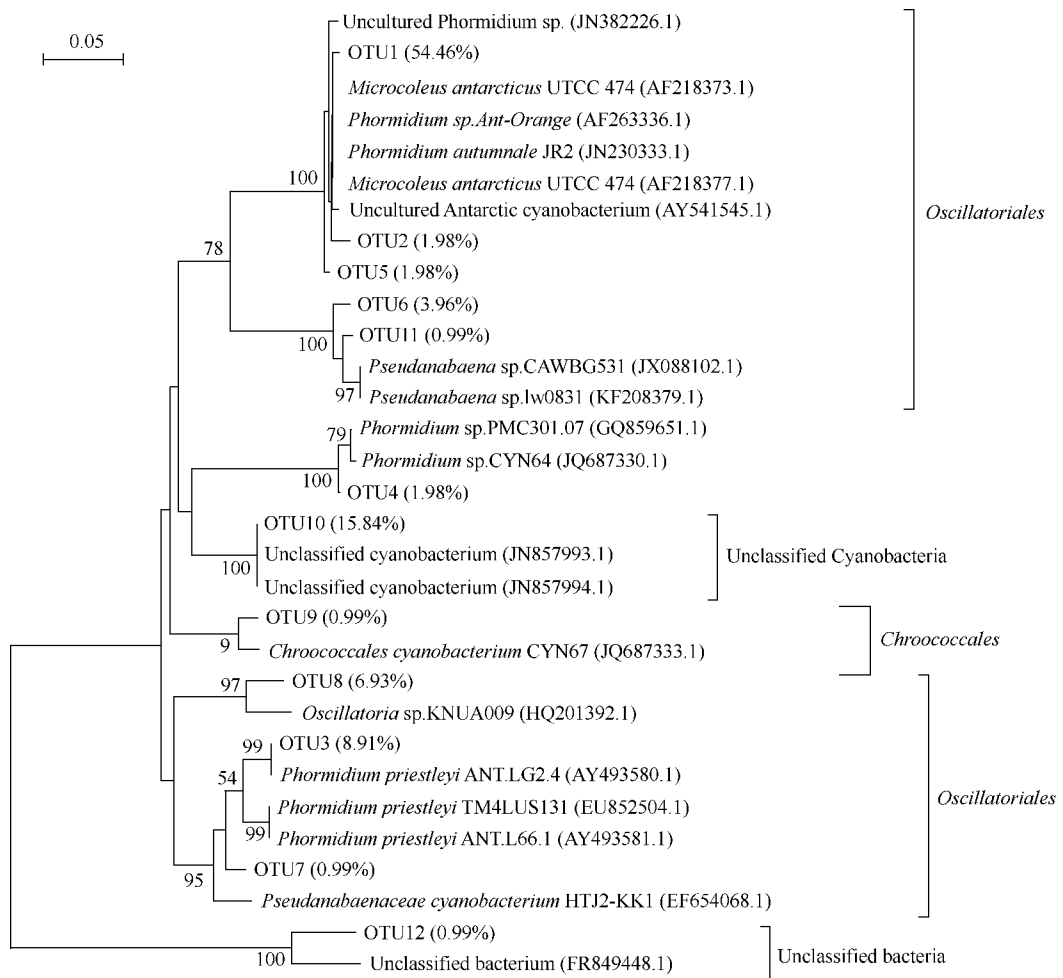 Uncultured Phormidium sp. (JN382226.1)
0.05
OTU1 (54.46%)
Microcoleus antarcticus UTCC 474 (AF218373.1)
Phormidium sp.Ant-Orange (AF263336.1)
Phormidium autumnale JR2 (JN230333.1)
100
Microcoleus antarcticus UTCC 474 (AF218377.1)
Uncultured Antarctic cyanobacterium (AY541545.1)
Oscillatoriales
OTU2 (1.98%)
78
OTU5 (1.98%)
OTU6 (3.96%)
OTU11 (0.99%)
100
Pseudanabaena sp.CAWBG531 (JX088102.1)
97
Pseudanabaena sp.lw0831 (KF208379.1)
Phormidium sp.PMC301.07 (GQ859651.1)
79
Phormidium sp.CYN64 (JQ687330.1)
100
OTU4 (1.98%)
OTU10 (15.84%)
Unclassified cyanobacterium (JN857993.1)
Unclassified Cyanobacteria
100
Unclassified cyanobacterium (JN857994.1)
OTU9 (0.99%)
Chroococcales
9
Chroococcales cyanobacterium CYN67 (JQ687333.1)
97
OTU8 (6.93%)
Oscillatoria sp.KNUA009 (HQ201392.1)
99
OTU3 (8.91%)
54
Phormidium priestleyi ANT.LG2.4 (AY493580.1)
Oscillatoriales
Phormidium priestleyi TM4LUS131 (EU852504.1)
99
Phormidium priestleyi ANT.L66.1 (AY493581.1)
OTU7 (0.99%)
95
Pseudanabaenaceae cyanobacterium HTJ2-KK1 (EF654068.1)
OTU12 (0.99%)
Unclassified bacteria
100
Unclassified bacterium (FR849448.1)